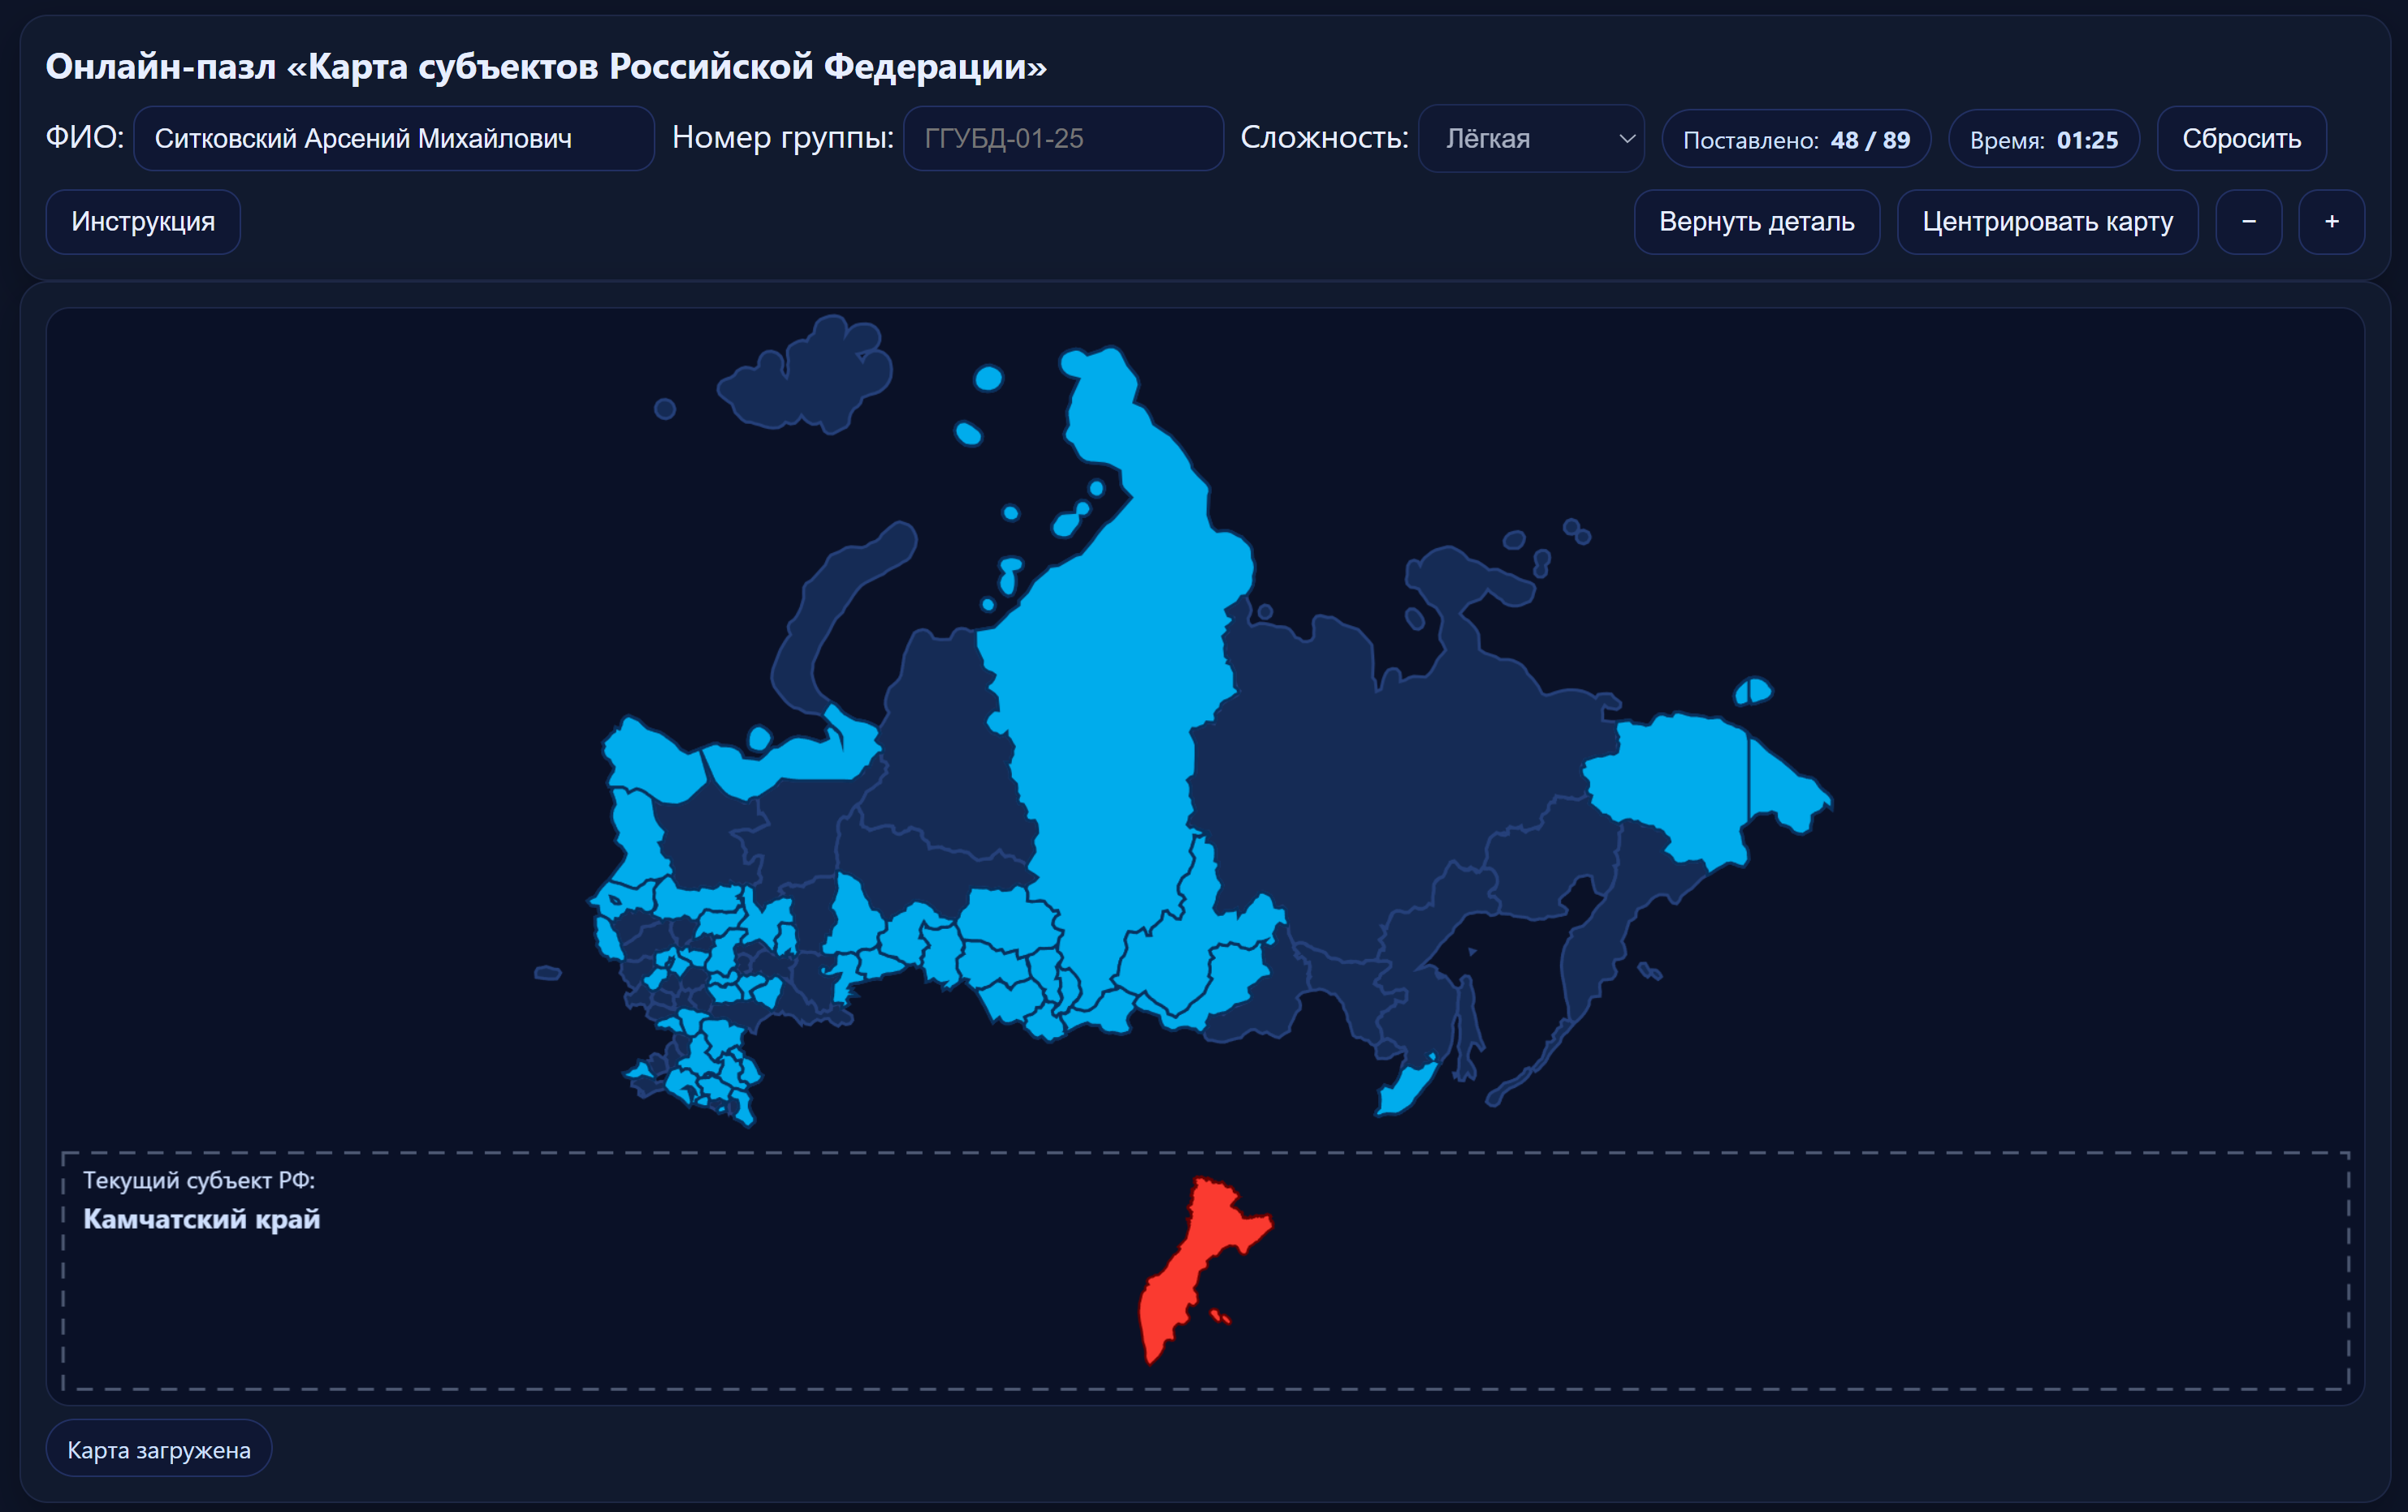 Онлайн-пазл «Карта субъектов Российской Федерации»
ФИО: Ситковский Арсений Михайлович Номер группы: ГГУБД-01-25 Сложность: Лёгкая Поставлено: 48 / 89 Время: 01:25 Сбросить
Инструкция Вернуть деталь Центрировать карту − +
Текущий субъект РФ:
Камчатский край
Карта загружена